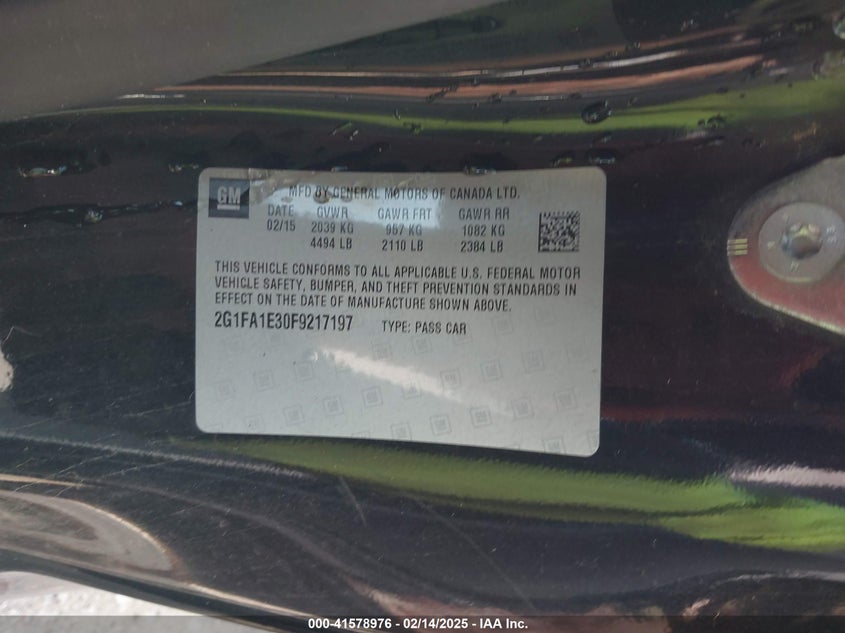 GM
MFD BY GENERAL MOTORS OF CANADA LTD.
DATE GVWR GAWR FRT GAWR RR
02/15 2039 KG 957 KG 1082 KG
4494 LB 2110 LB 2384 LB
THIS VEHICLE CONFORMS TO ALL APPLICABLE U.S. FEDERAL MOTOR
VEHICLE SAFETY, BUMPER, AND THEFT PREVENTION STANDARDS IN
EFFECT ON THE DATE OF MANUFACTURE SHOWN ABOVE.
2G1FA1E30F9217197 TYPE: PASS CAR
000-41578976 - 02/14/2025 - IAA Inc.